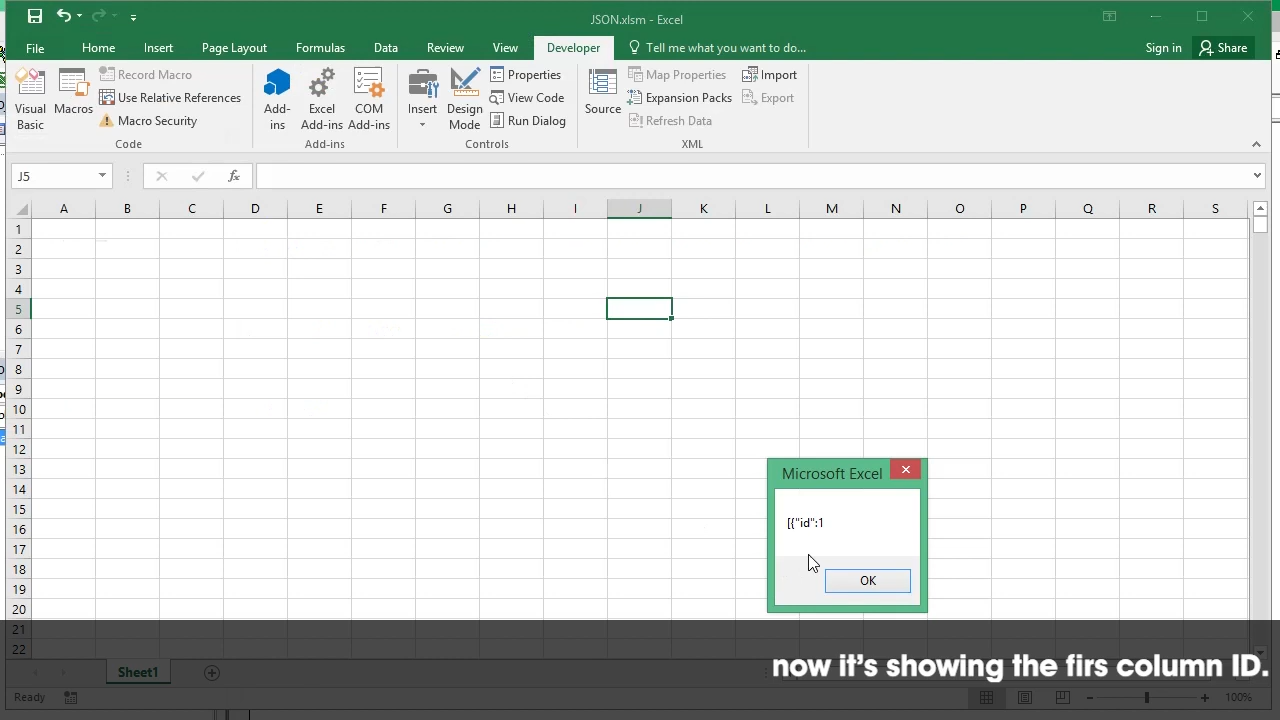 JSON.xlsm - Excel
File Home Insert Page Layout Formulas Data Review View Developer Tell me what you want to do... Sign in Share
Visual Basic
Macros
Record Macro
Use Relative References
Macro Security
Code
Add-ins
Excel Add-ins
COM Add-ins
Add-ins
Insert
Design Mode
Properties
View Code
Run Dialog
Controls
Source
Map Properties
Expansion Packs
Refresh Data
Import
Export
XML
J5 fx
A B C D E F G H I J K L M N O P Q R S
1
2
3
4
5
6
7
8
9
10
11
12
13
14
15
16
17
18
19
20
21
22
Microsoft Excel
[{"id":1
OK
now it's showing the firs column ID.
Sheet1
Ready 100%